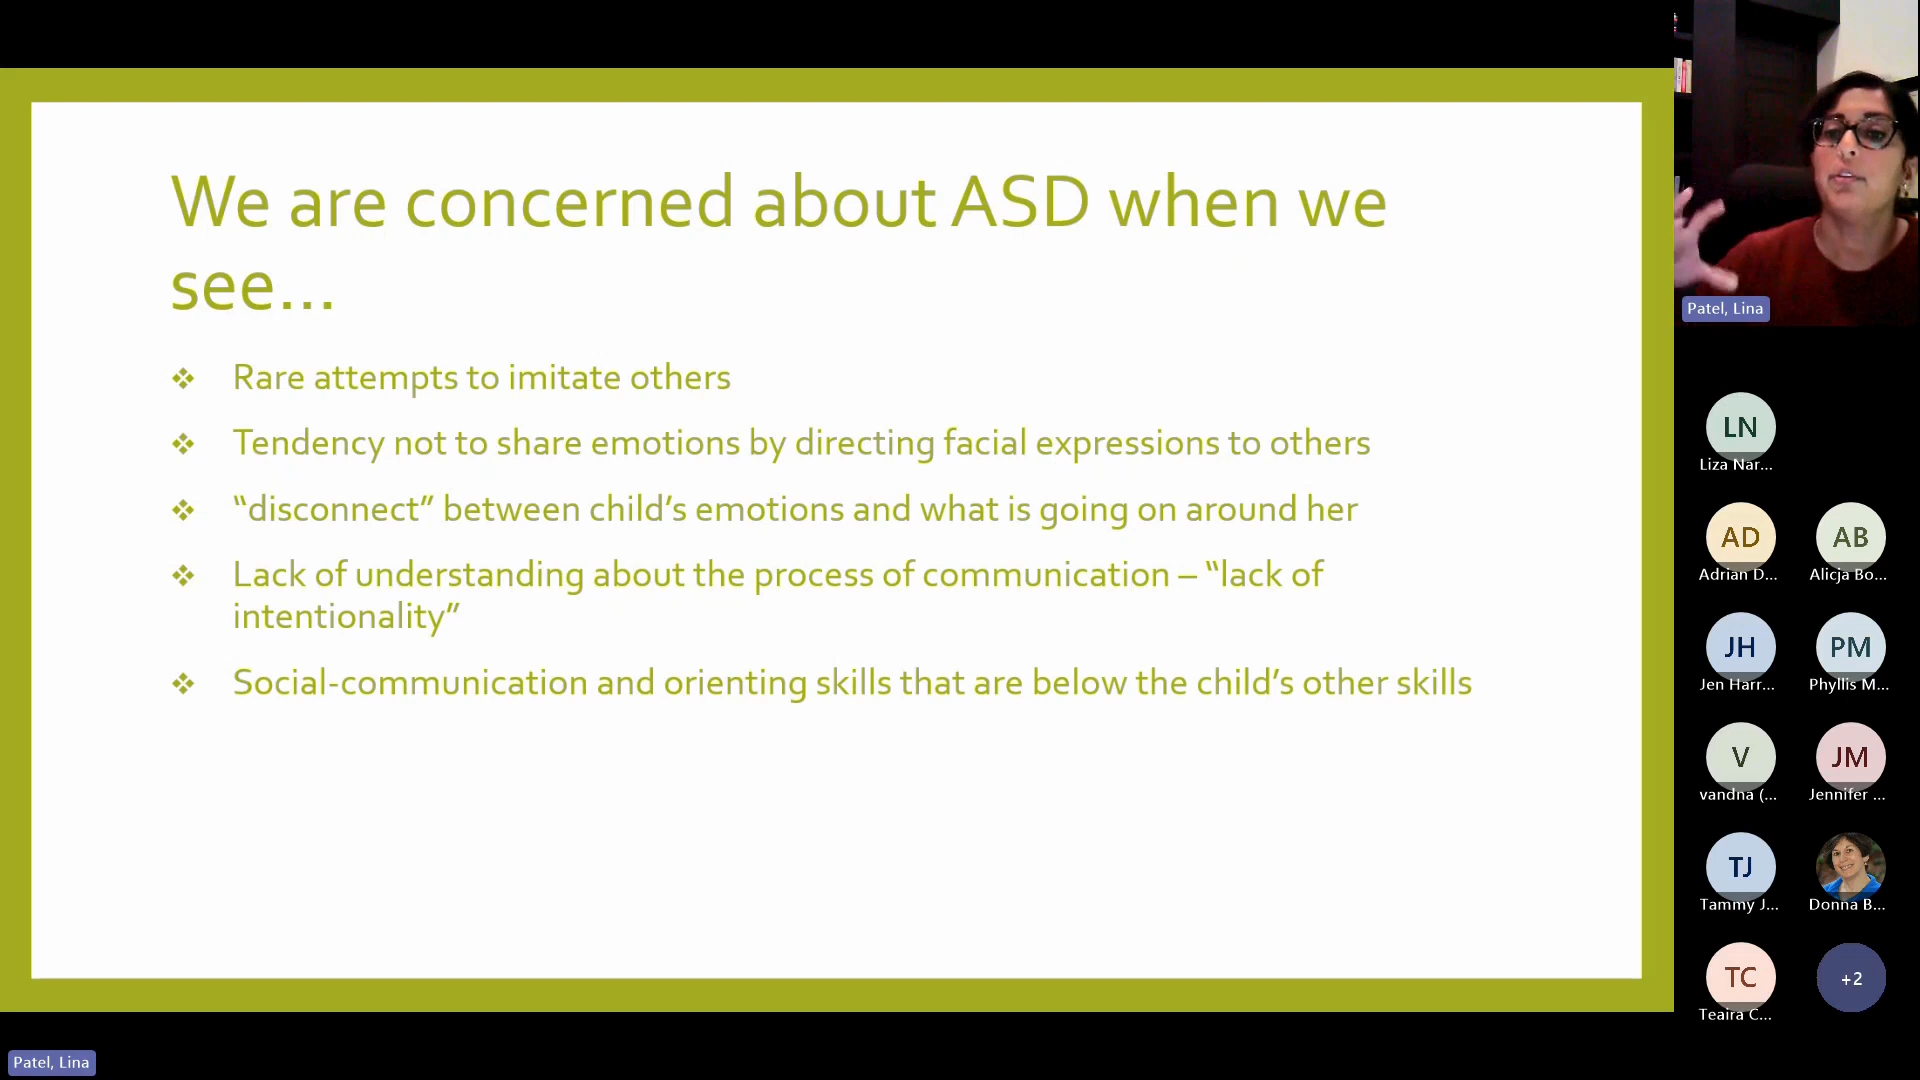 We are concerned about ASD when we
see...
❖ Rare attempts to imitate others
❖ Tendency not to share emotions by directing facial expressions to others
❖ “disconnect” between child’s emotions and what is going on around her
❖ Lack of understanding about the process of communication – “lack of
intentionality”
❖ Social-communication and orienting skills that are below the child’s other skills
Patel, Lina
LN
Liza Nar...
AD
AB
Adrian D...
Alicja Bo...
JH
PM
Jen Harr...
Phyllis M...
V
JM
vandna (...
Jennifer ...
TJ
Tammy J...
Donna B...
TC
+2
Teaira C...
Patel, Lina